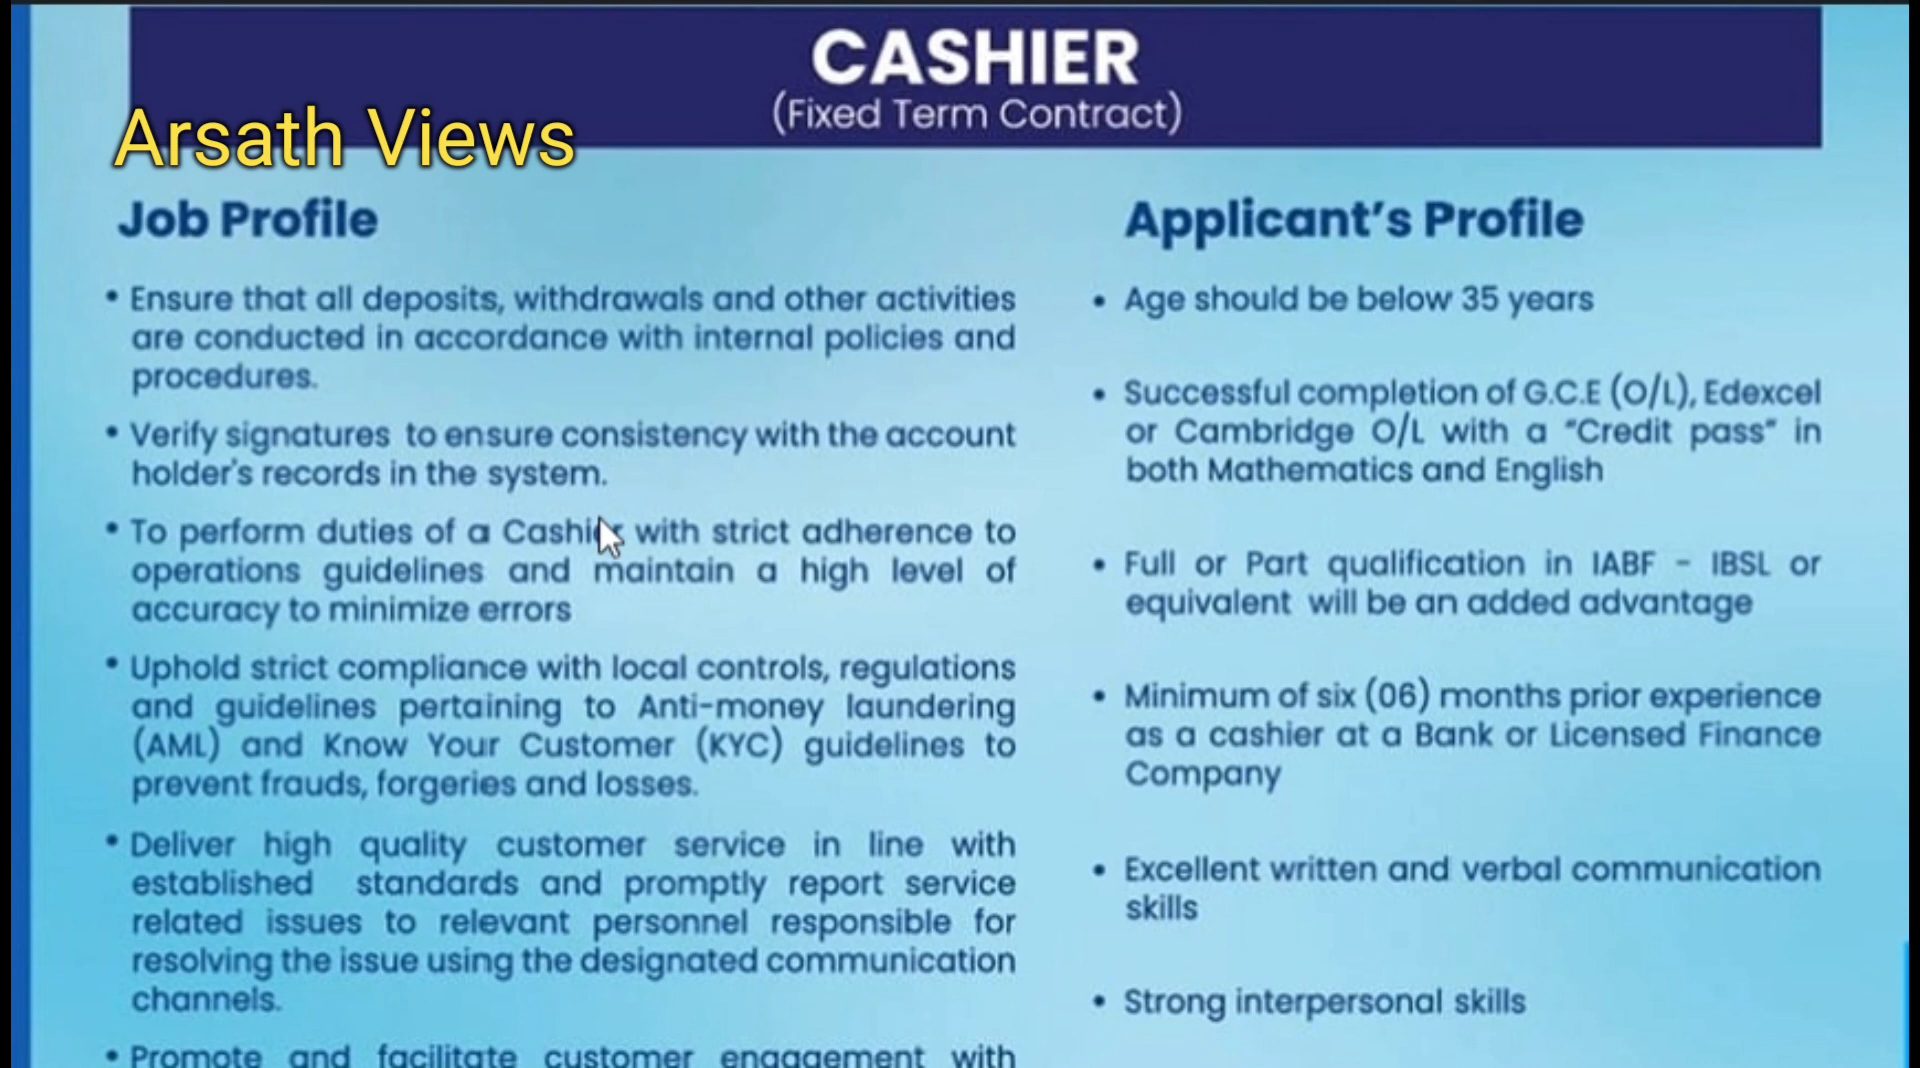 CASHIER
(Fixed Term Contract)
Arsath Views
Job Profile
• Ensure that all deposits, withdrawals and other activities
are conducted in accordance with internal policies and
procedures.
• Verify signatures to ensure consistency with the account
holder's records in the system.
• To perform duties of a Cashier with strict adherence to
operations guidelines and maintain a high level of
accuracy to minimize errors
• Uphold strict compliance with local controls, regulations
and guidelines pertaining to Anti-money laundering
(AML) and Know Your Customer (KYC) guidelines to
prevent frauds, forgeries and losses.
• Deliver high quality customer service in line with
established standards and promptly report service
related issues to relevant personnel responsible for
resolving the issue using the designated communication
channels.
• Promote and facilitate customer engagement with
Applicant's Profile
• Age should be below 35 years
• Successful completion of G.C.E (O/L), Edexcel
or Cambridge O/L with a "Credit pass" in
both Mathematics and English
• Full or Part qualification in IABF - IBSL or
equivalent will be an added advantage
• Minimum of six (06) months prior experience
as a cashier at a Bank or Licensed Finance
Company
• Excellent written and verbal communication
skills
• Strong interpersonal skills